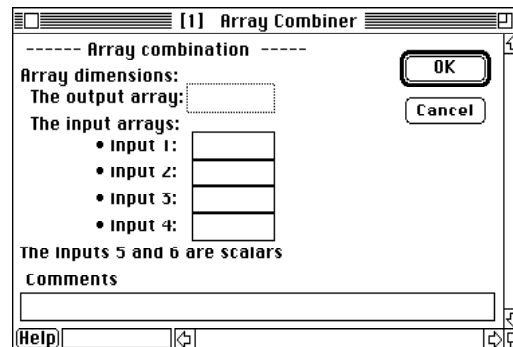 [1] Array Combiner
------ Array combination -----
OK
Array dimensions:
The output array:
Cancel
The input arrays:
• Input 1:
• Input 2:
• Input 3:
• Input 4:
The Inputs 5 and 6 are scalars
Comments
Help